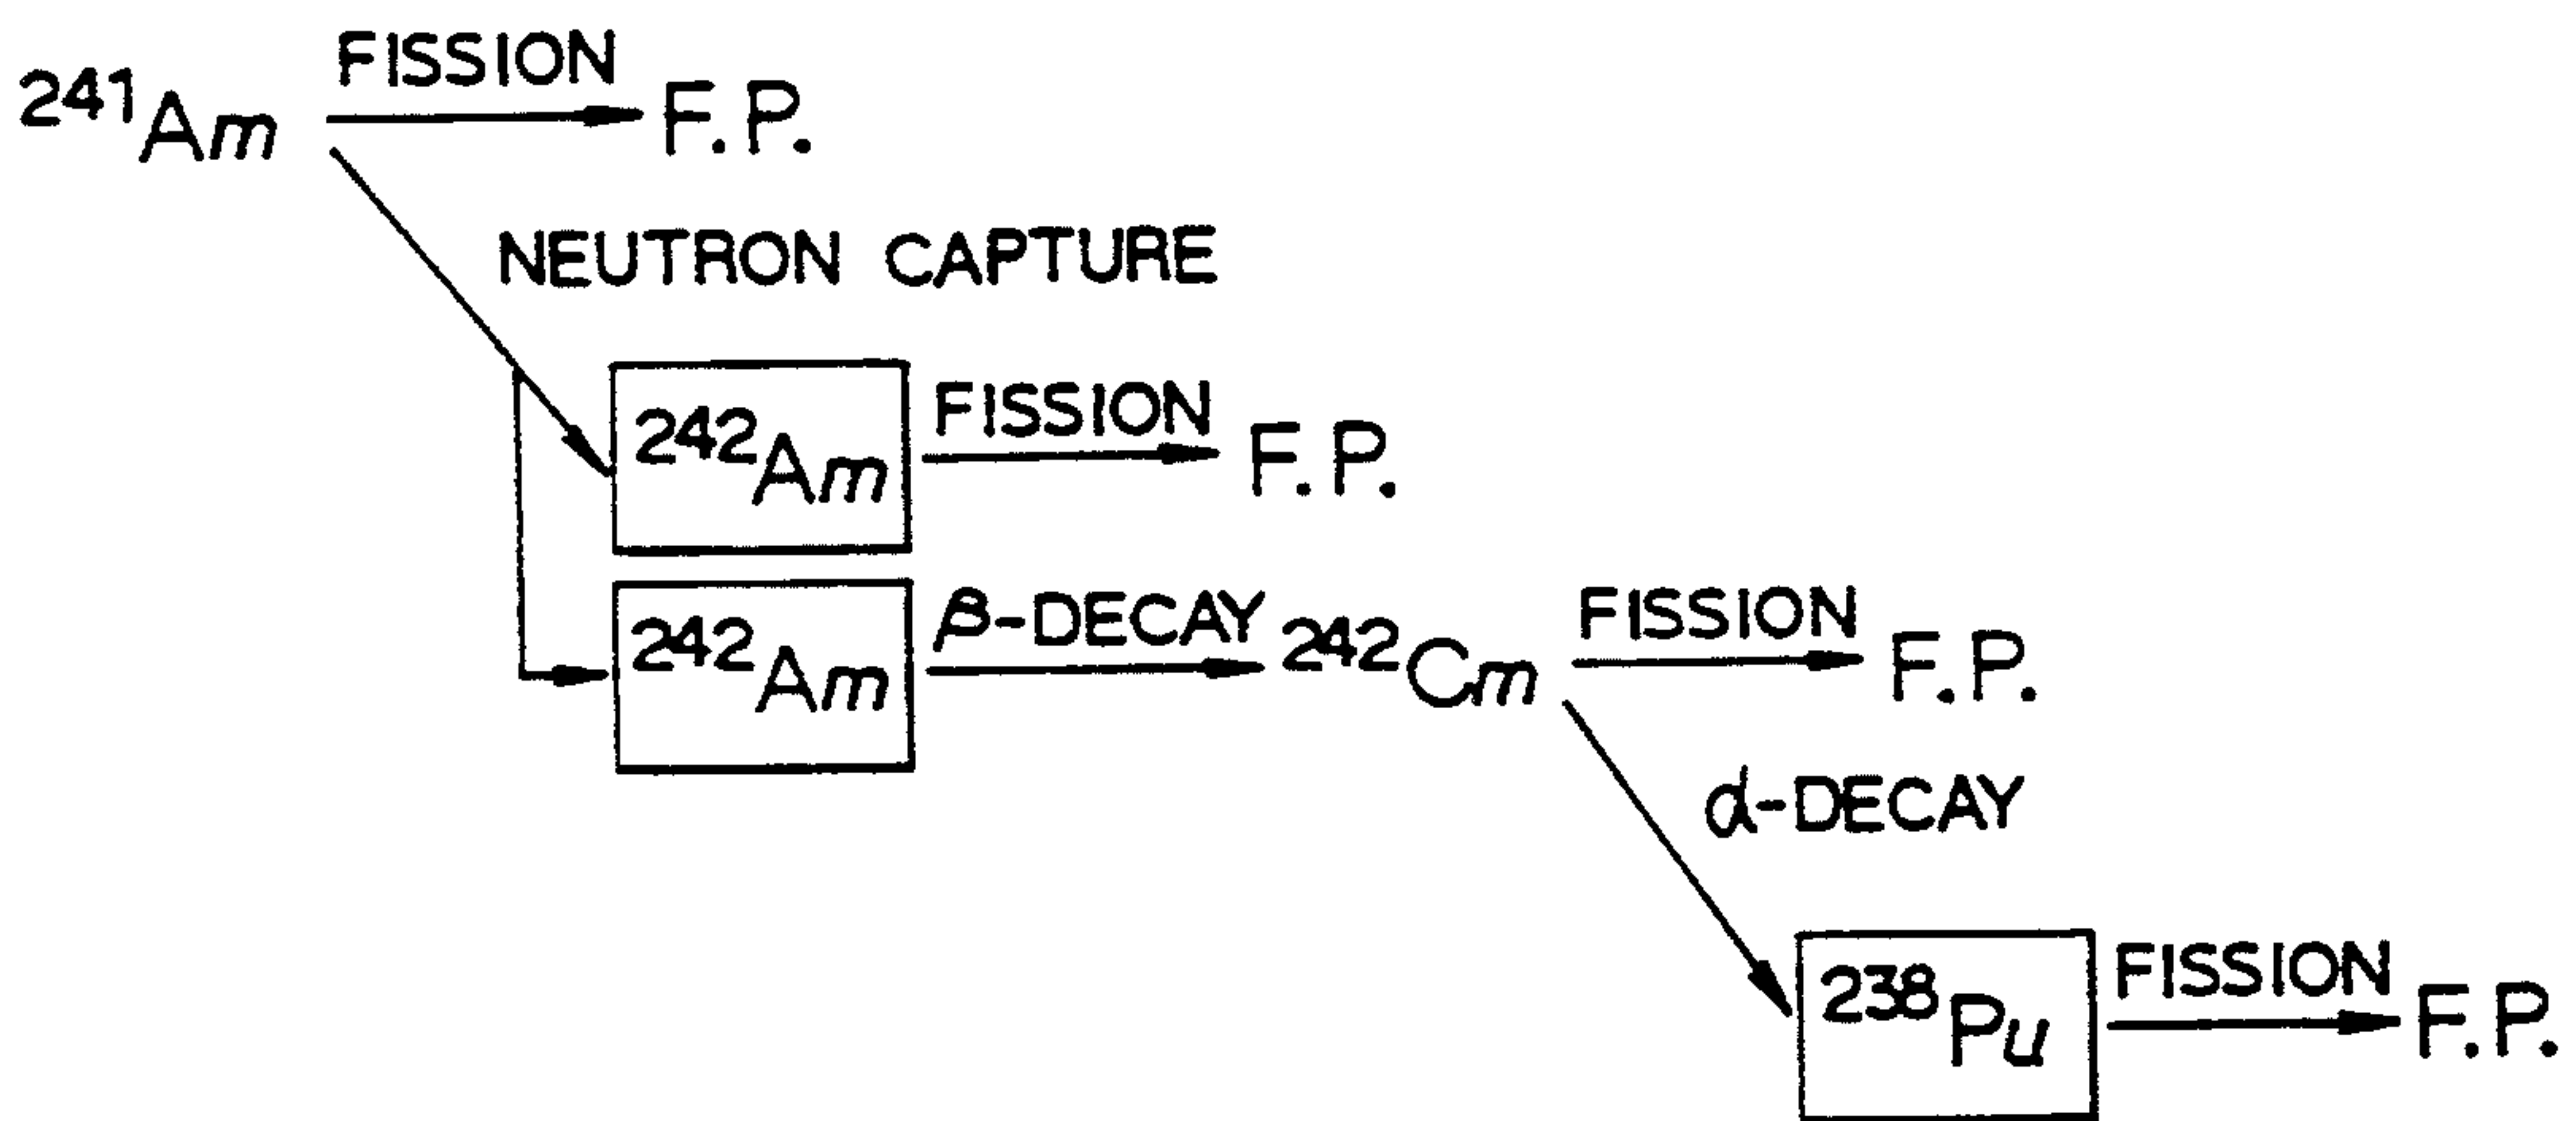 ²⁴¹Am FISSION F.P.
NEUTRON CAPTURE
²⁴²Am FISSION F.P.
²⁴²Am β-DECAY ²⁴²Cm FISSION F.P.
α-DECAY
²³⁸Pu FISSION F.P.